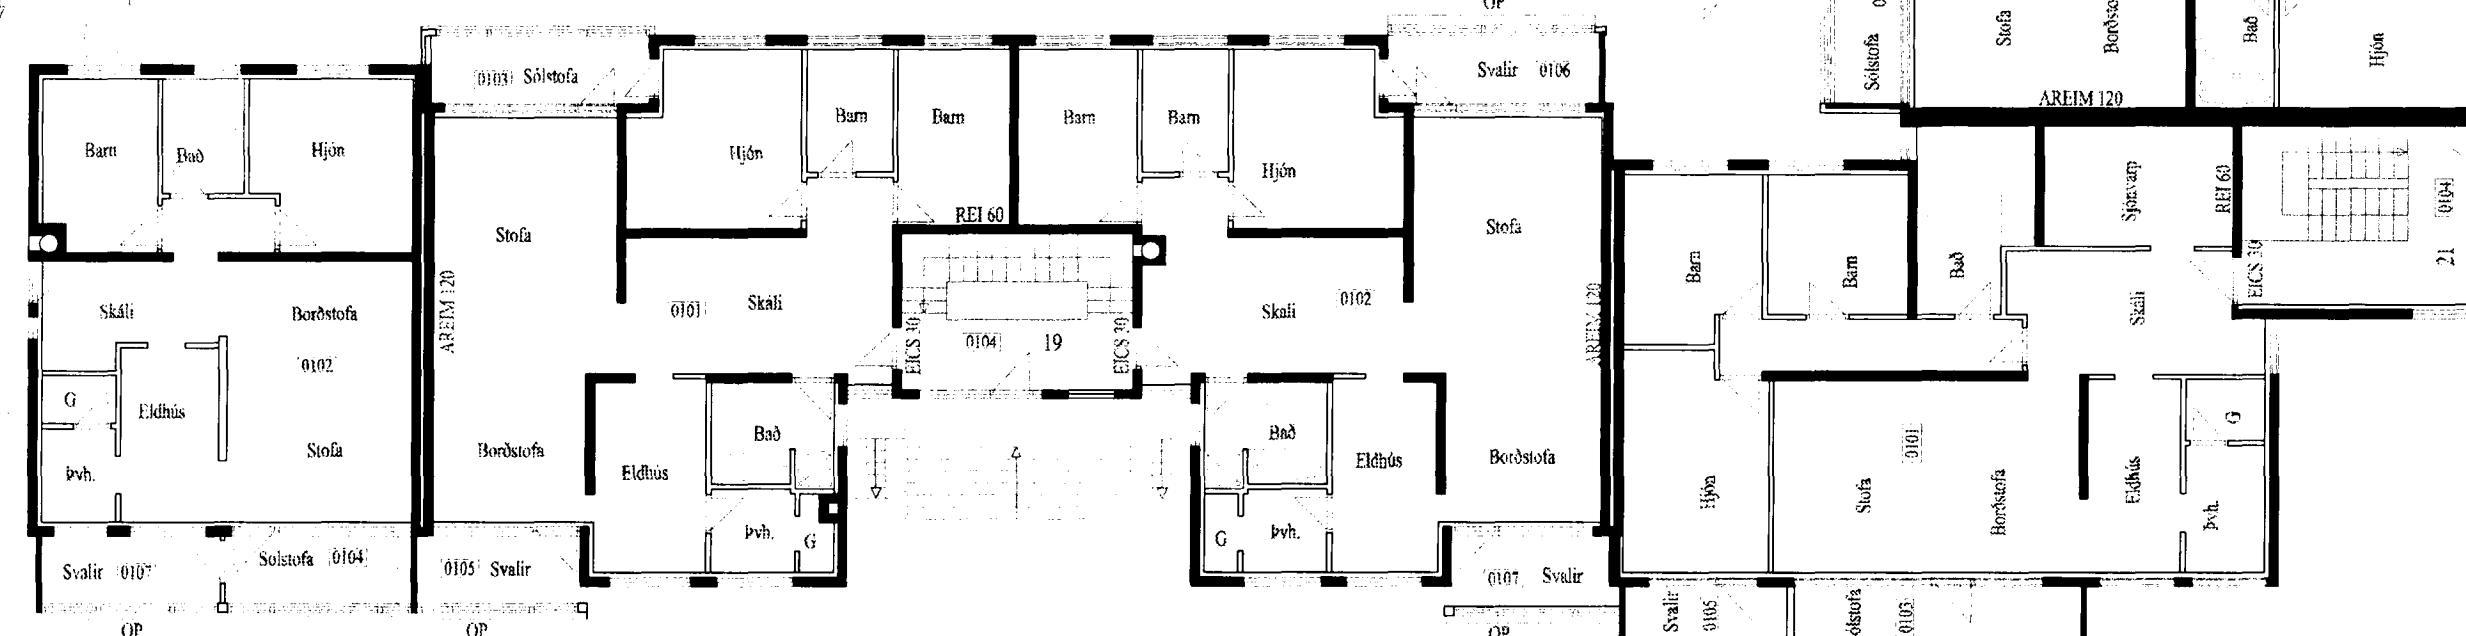 OP
Stofa
Borðsto
Bað
Hjón
Sólstofa
0103 Sólstofa
Svalir 0106
AREIM 120
Barn
Bað
Hjón
Hjón
Barn
Barn
Barn
Barn
Hjón
REI 60
Stofa
Stofa
Barn
Barn
Bað
Sjónvarp
REI 60
0104
21
EICS 30
Skáli
Borðstofa
0102
AREIM 120
0101 Skáli
EICS 30
0104 19
EICS 30
Skáli
0102
AREIM 120
Skáli
G
Eldhús
Þvh.
Stofa
Borðstofa
Eldhús
Bað
Þvh.
G
Bað
G
Þvh.
Eldhús
Borðstofa
Hjón
Stofa
0101
Borðstofa
Eldhús
G
Þvh.
Svalir 0107
Sólstofa 0104
0105 Svalir
0107 Svalir
Svalir
0105
ólstofa
0103
OP
OP
OP